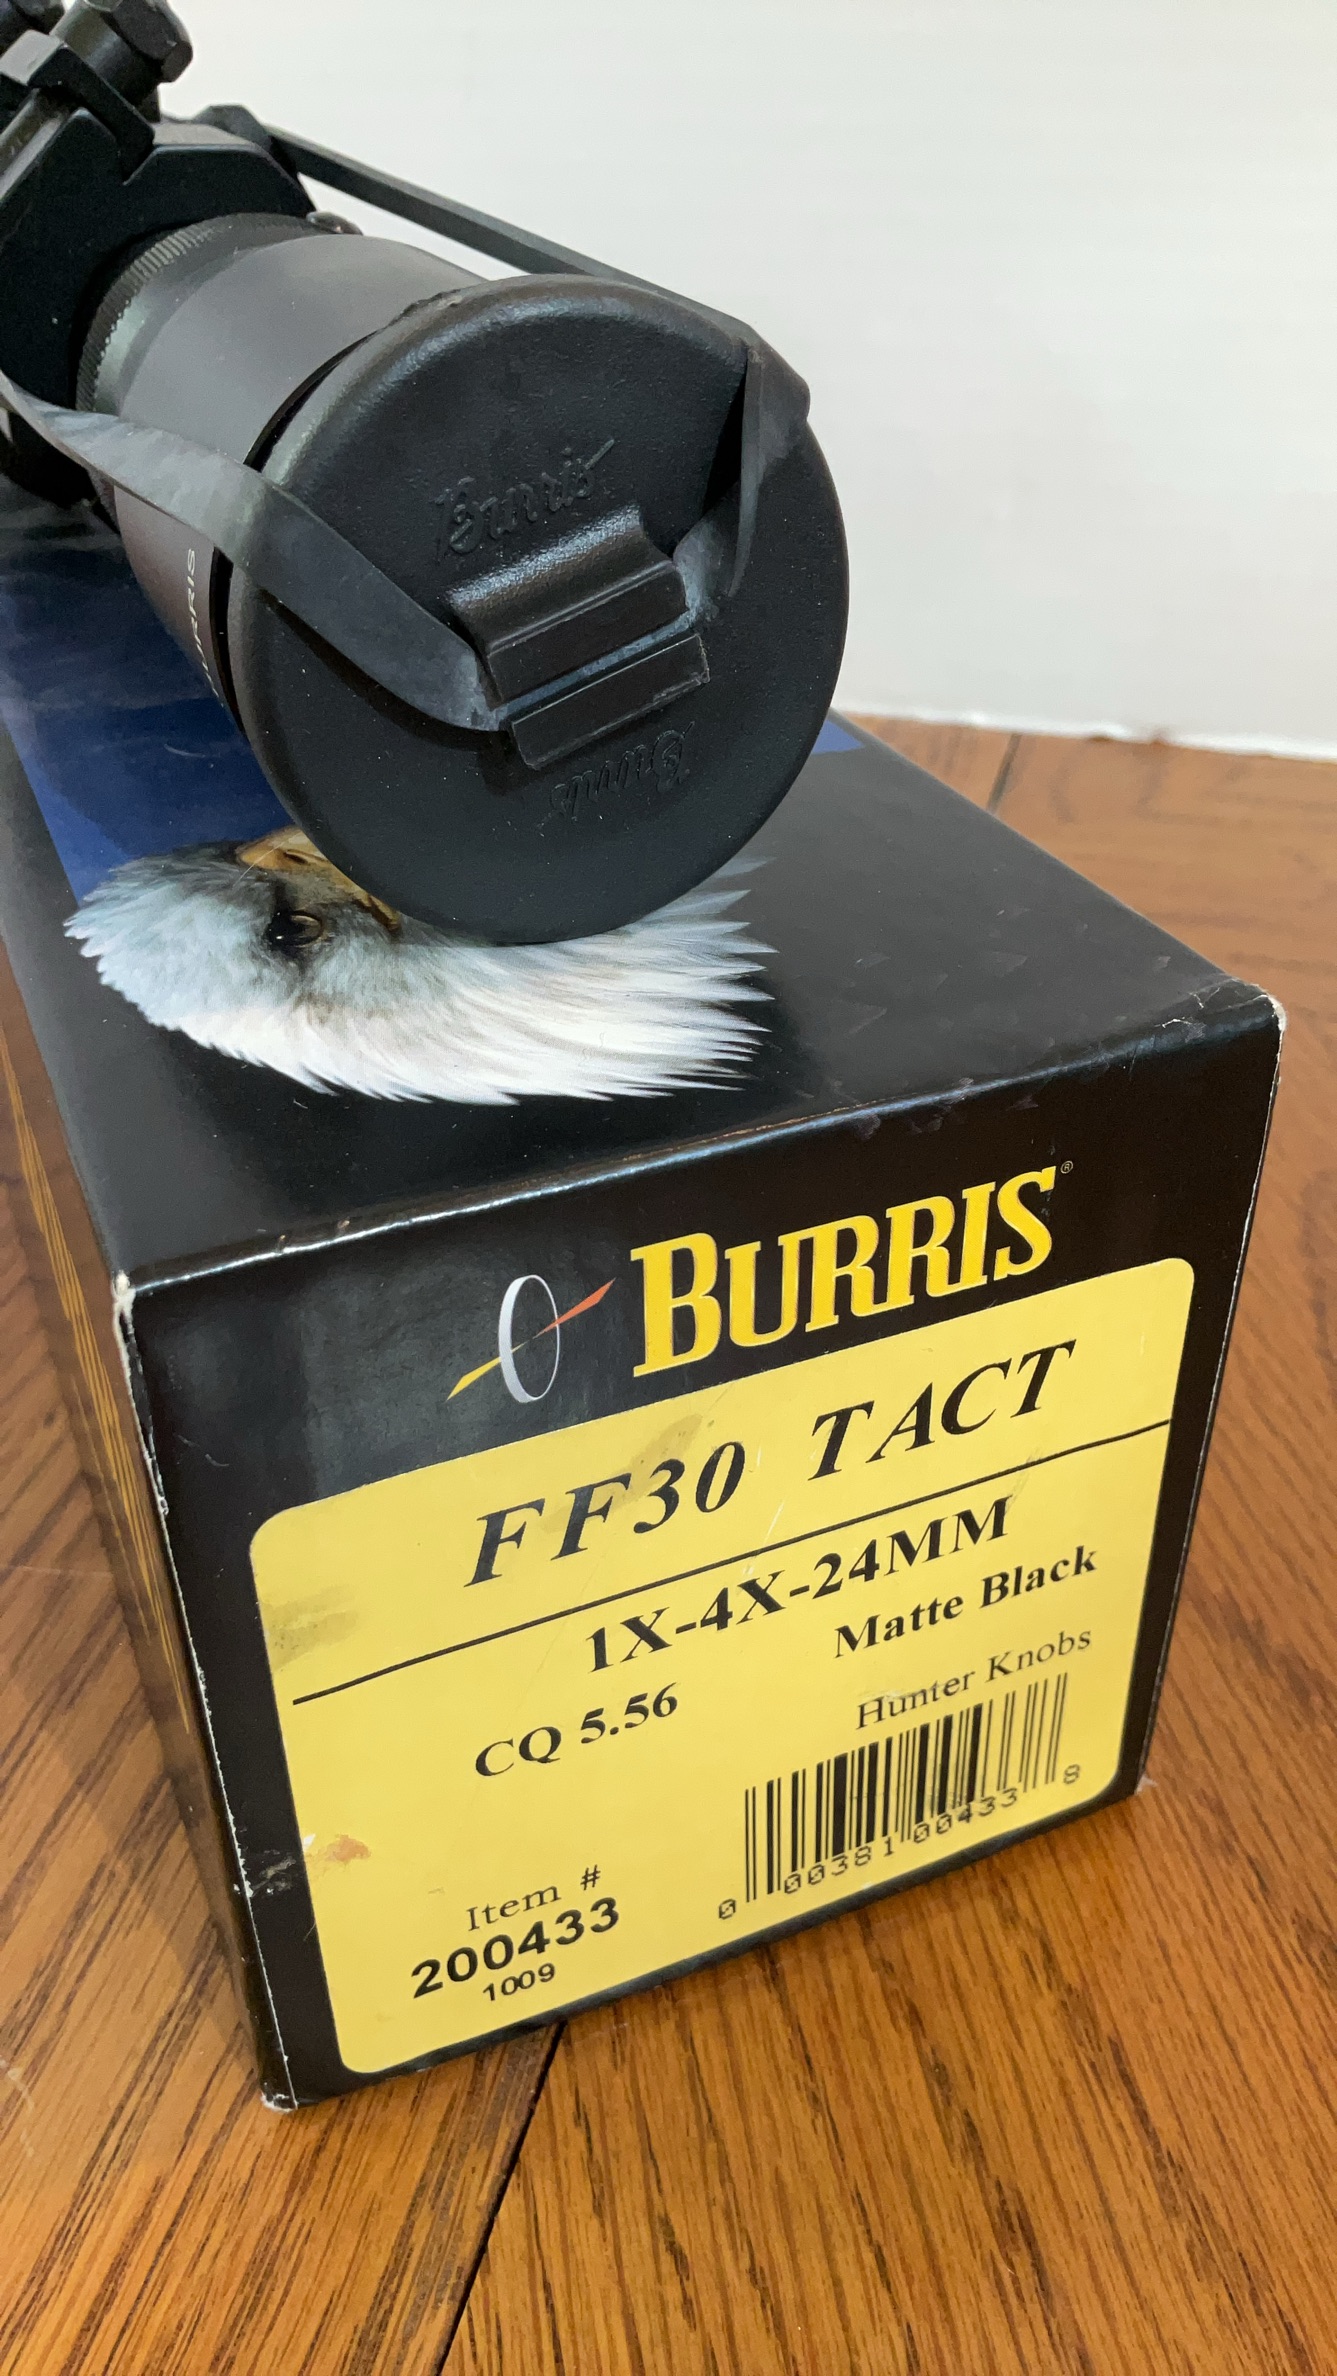 Burris
Burris
BURRIS
BURRIS®
FF30 TACT
1X-4X-24MM
Matte Black
CQ 5.56
Hunter Knobs
0 00381 00433 8
Item #
200433
1009